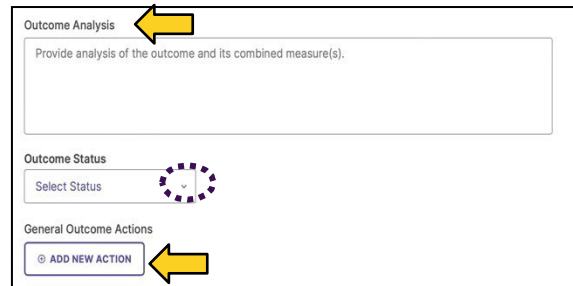 Outcome Analysis
Provide analysis of the outcome and its combined measure(s).
Outcome Status
Select Status
General Outcome Actions
ADD NEW ACTION